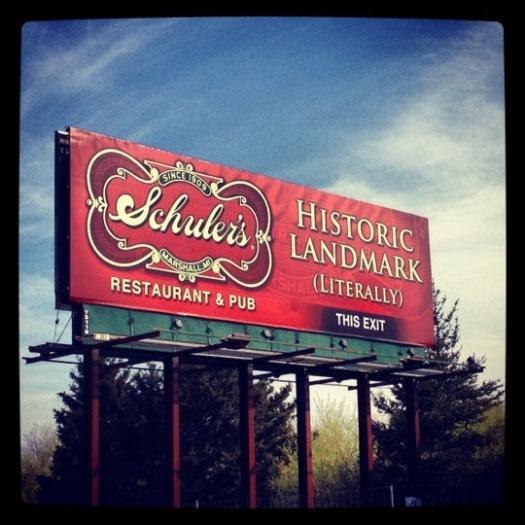 SINCE 1909
Schuler's
MARSHALL, MI
RESTAURANT & PUB
HISTORIC
LANDMARK
(LITERALLY)
THIS EXIT